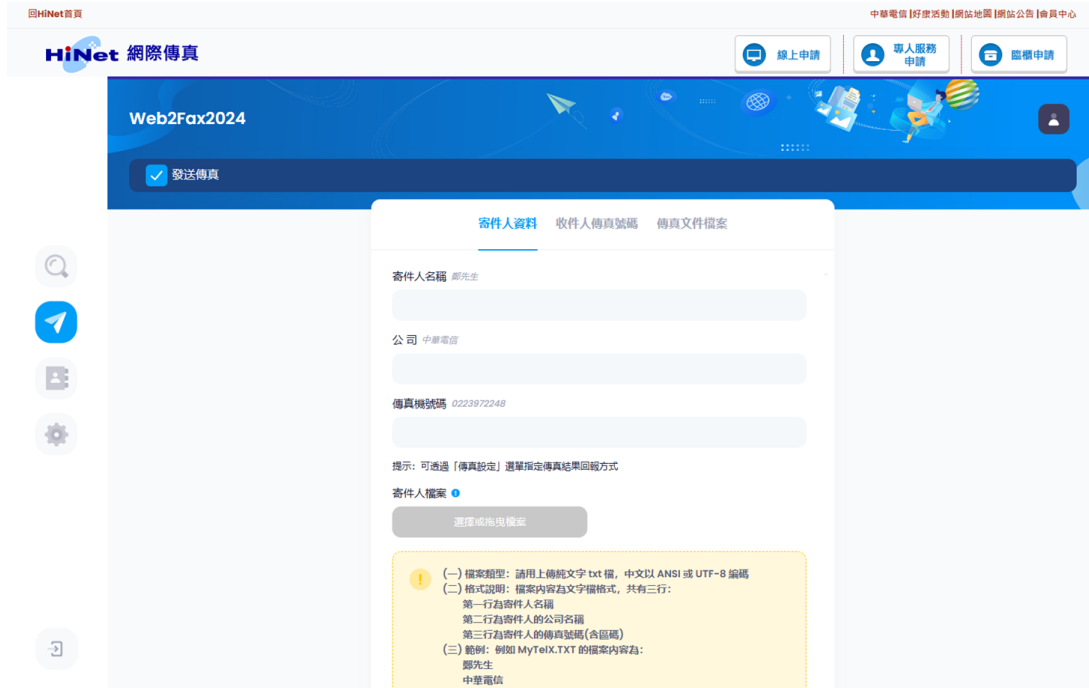 回HiNet首頁
中華電信|好康活動|網站地圖|網站公告|會員中心
HiNet 網際傳真
線上申請
專人服務
申請
臨櫃申請
Web2Fax2024
發送傳真
寄件人資料 收件人傳真號碼 傳真文件檔案
寄件人名稱 鄭先生
公 司 中華電信
傳真機號碼 0223972248
提示: 可透過「傳真設定」選單指定傳真結果回報方式
寄件人檔案
選擇或拖曳檔案
(一) 檔案類型: 請用上傳純文字 txt 檔, 中文以 ANSI 或 UTF-8 編碼
(二) 格式說明: 檔案內容為文字檔格式, 共有三行:
第一行為寄件人名稱
第二行為寄件人的公司名稱
第三行為寄件人的傳真號碼(含區碼)
(三) 範例: 例如 MyTelX.TXT 的檔案內容為:
鄭先生
中華電信